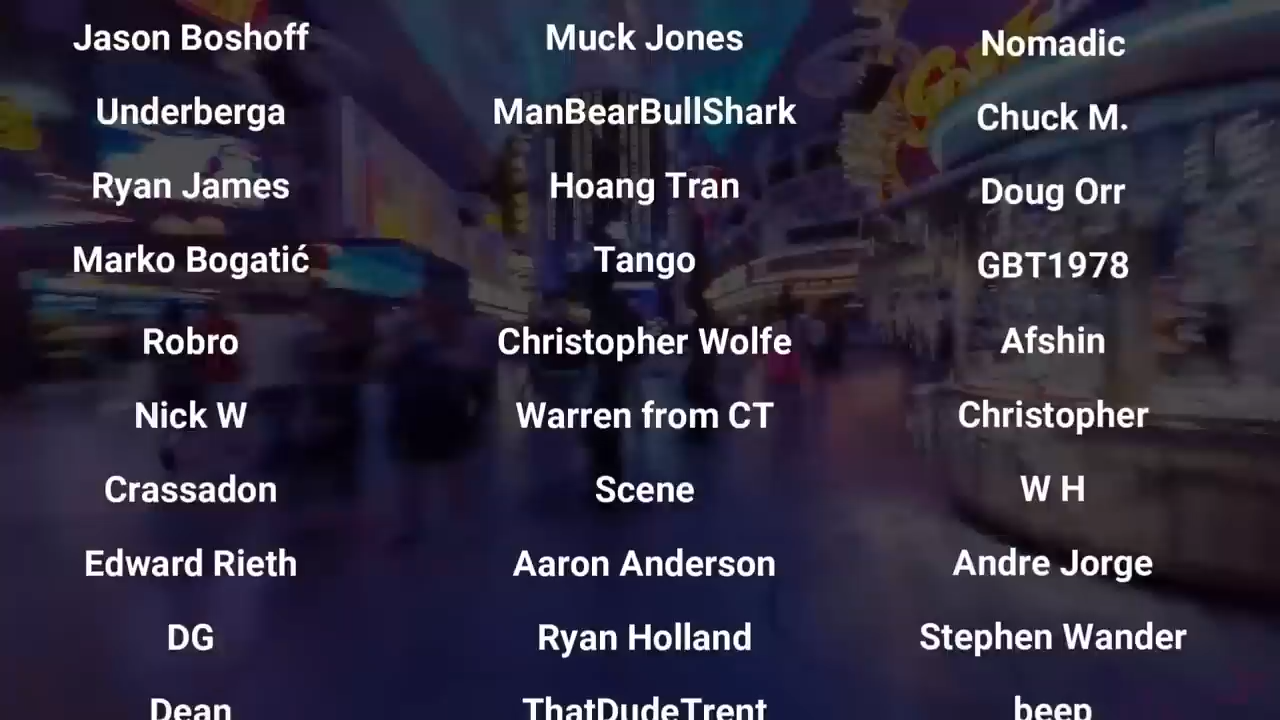 Jason Boshoff
Underberga
Ryan James
Marko Bogatić
Robro
Nick W
Crassadon
Edward Rieth
DG
Dean
Muck Jones
ManBearBullShark
Hoang Tran
Tango
Christopher Wolfe
Warren from CT
Scene
Aaron Anderson
Ryan Holland
ThatDudeTrent
Nomadic
Chuck M.
Doug Orr
GBT1978
Afshin
Christopher
W H
Andre Jorge
Stephen Wander
beep